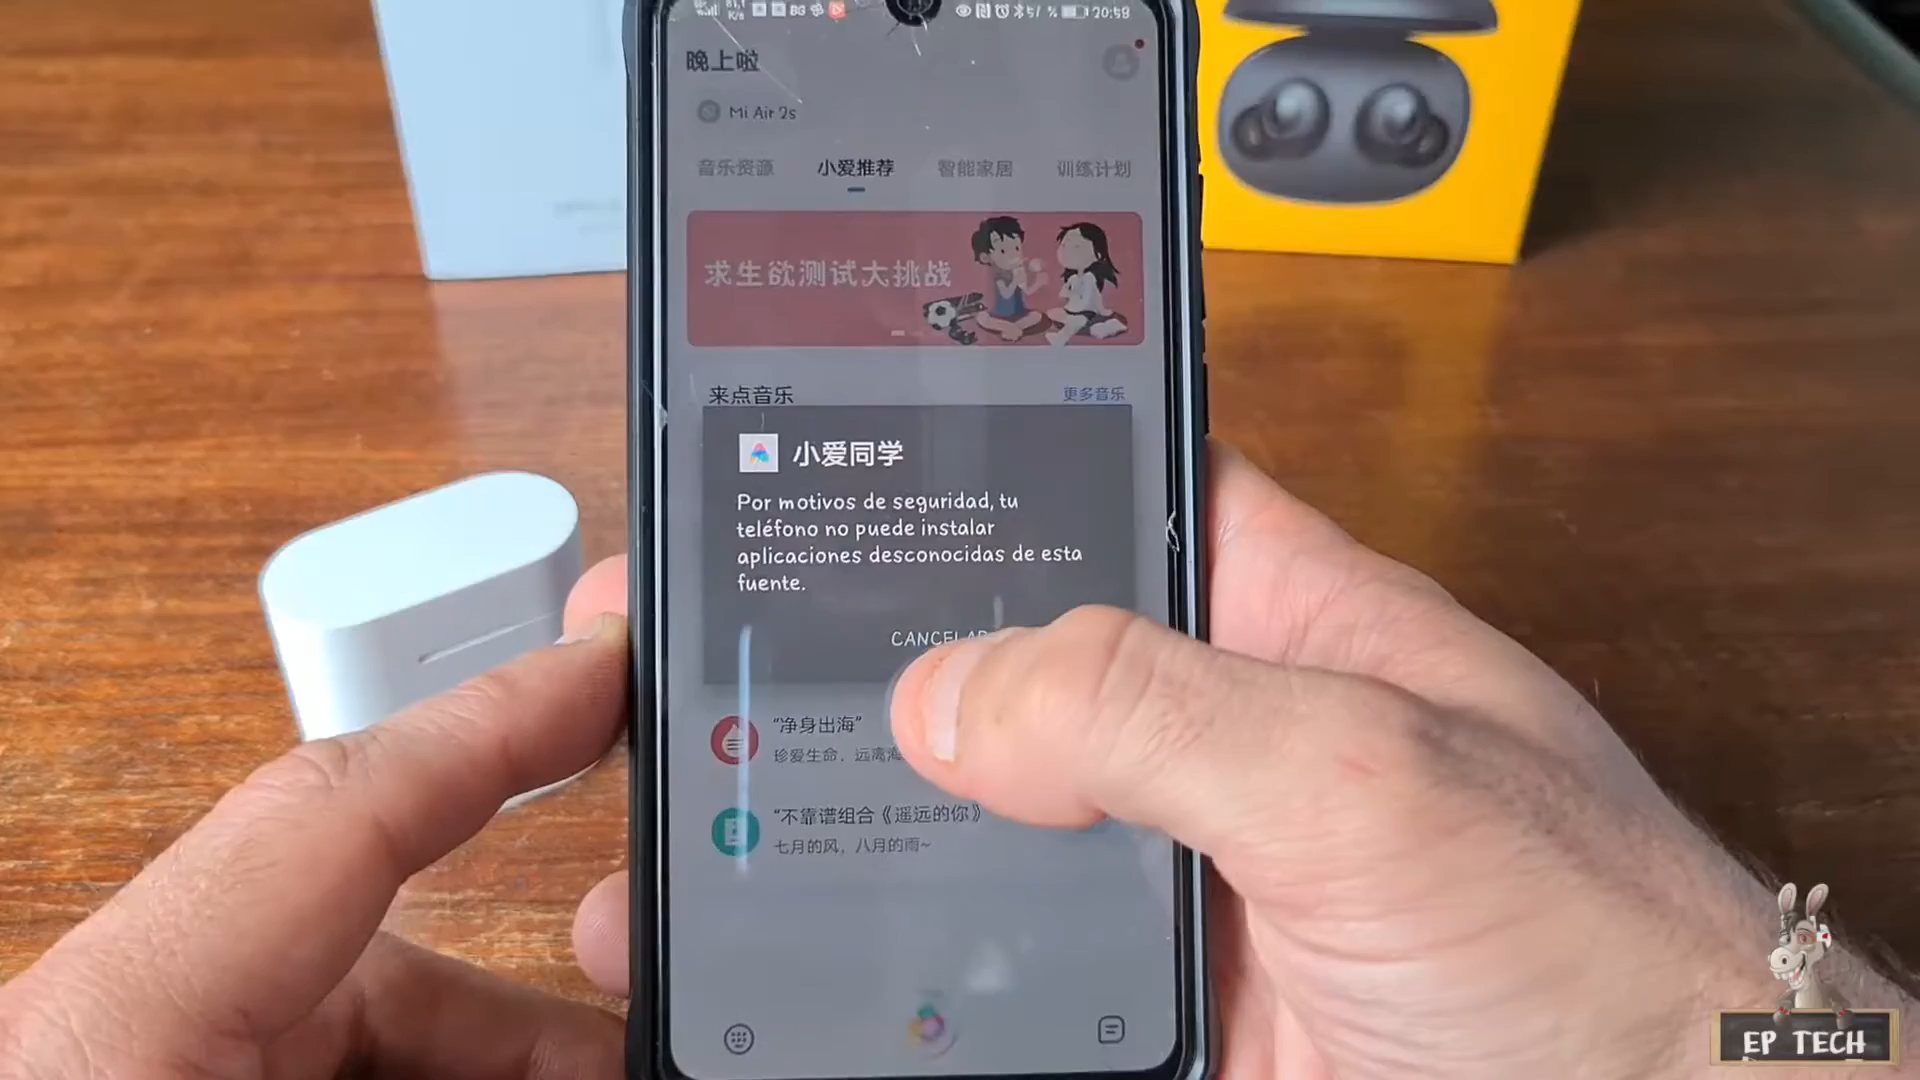 20:59
晚上啦
Mi Air 2s
音乐资源 小爱推荐 智能家居 训练计划
求生欲测试大挑战
来点音乐 更多音乐
小爱同学
Por motivos de seguridad, tu
teléfono no puede instalar
aplicaciones desconocidas de esta
fuente.
CANCELAR
“净身出海”
珍爱生命，远离海
“不靠谱组合《遥远的你》
七月的风，八月的雨~
EP TECH